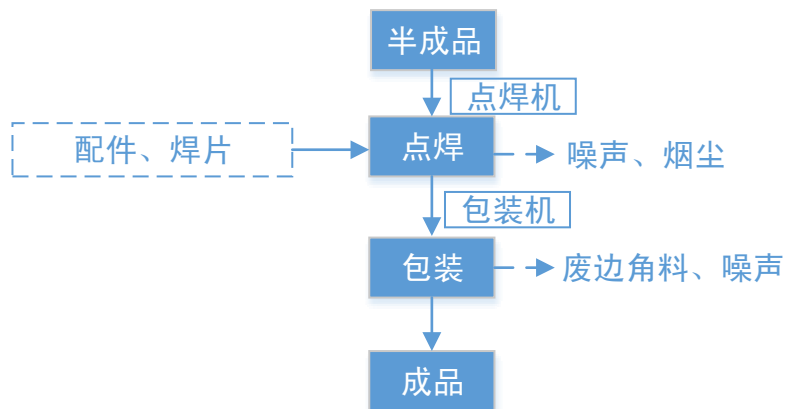 半成品
点焊机
配件、焊片
点焊
噪声、烟尘
包装机
包装
废边角料、噪声
成品